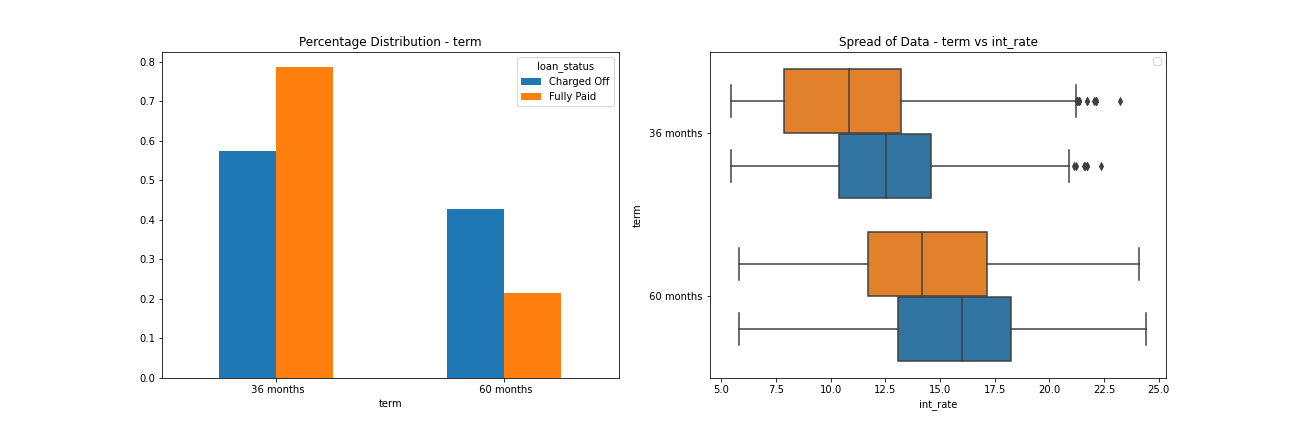 Percentage Distribution - term
loan_status
Charged Off
Fully Paid
0.8
0.7
0.6
0.5
0.4
0.3
0.2
0.1
0.0
36 months
60 months
term
Spread of Data - term vs int_rate
term
36 months
60 months
5.0
7.5
10.0
12.5
15.0
17.5
20.0
22.5
25.0
int_rate